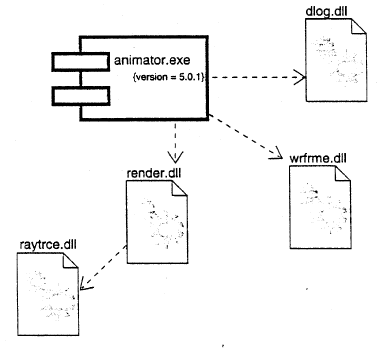 dlog.dll
animator.exe
{version = 5.0.1}
wrfrme.dll
render.dll
raytrce.dll